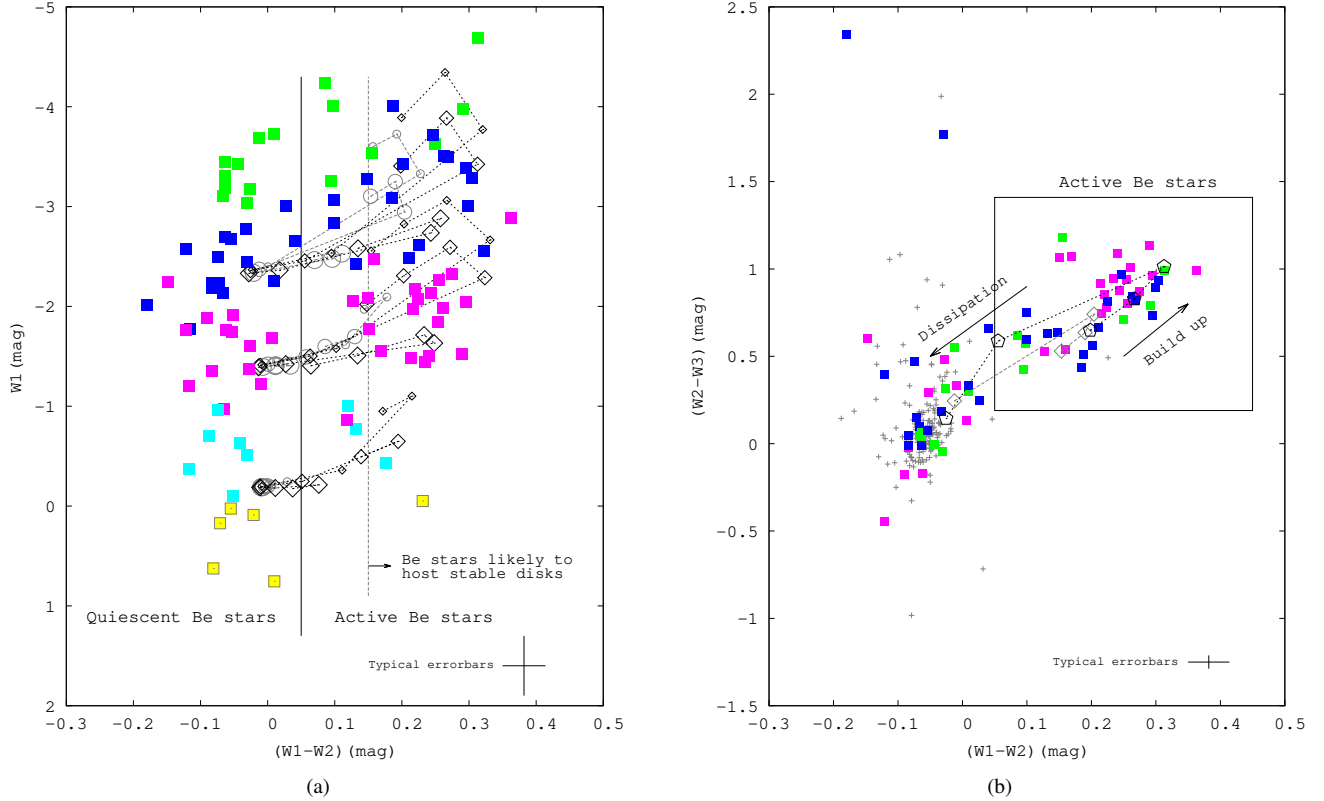 -5
-4
-3
-2
-1
0
1
2
W1(mag)
-0.3
-0.2
-0.1
0
0.1
0.2
0.3
0.4
0.5
(W1-W2)(mag)
Be stars likely to
host stable disks
Quiescent Be stars
Active Be stars
Typical errorbars
(a)
2.5
2
1.5
1
0.5
0
-0.5
-1
-1.5
(W2-W3)(mag)
-0.3
-0.2
-0.1
0
0.1
0.2
0.3
0.4
0.5
(W1-W2)(mag)
Active Be stars
Dissipation
Build up
Typical errorbars
(b)